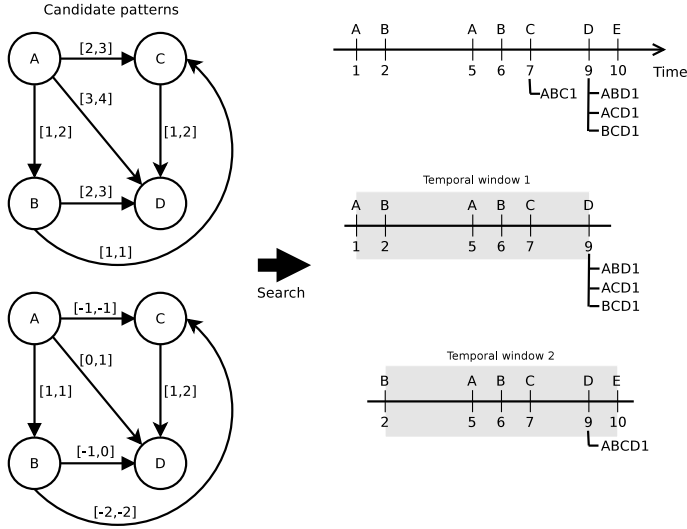 Candidate patterns
A
[2,3]
C
[3,4]
[1,2]
[1,2]
B
[2,3]
D
[1,1]
A
[-1,-1]
C
[0,1]
[1,1]
[1,2]
B
[-1,0]
D
[-2,-2]
Search
A B A B C D E
1 2 5 6 7 9 10
Time
ABC1 ABD1
ACD1
BCD1
Temporal window 1
A B A B C D
1 2 5 6 7 9
ABD1
ACD1
BCD1
Temporal window 2
B A B C D E
2 5 6 7 9 10
ABCD1